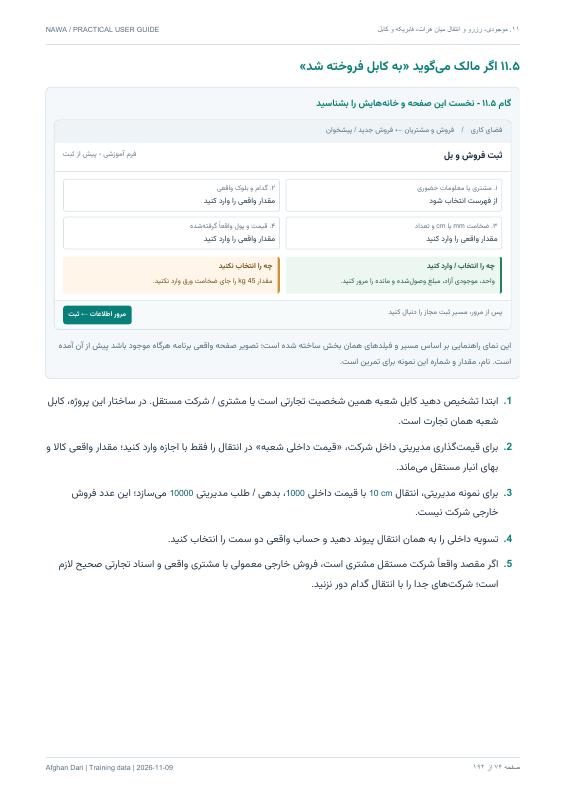 ۱۱. موجودی، رزرو و انتقال میان هرات، فابریکه و کابل
NAWA / PRACTICAL USER GUIDE
۱۱.۵ اگر مالک می‌گوید «به کابل فروخته شد»
گام ۱۱.۵ - نخست این صفحه و خانه‌هایش را بشناسید
فضای کاری / فروش و مشتریان ← فروش جدید / پیشخوان
ثبت فروش و بل
فرم آموزشی - پیش از ثبت
۱. مشتری یا معلومات حضوری
از فهرست انتخاب شود
۲. گدام و بلوک واقعی
مقدار واقعی را وارد کنید
۳. ضخامت mm یا cm و تعداد
مقدار واقعی را وارد کنید
۴. قیمت و پول واقعاً گرفته‌شده
مقدار واقعی را وارد کنید
چه را انتخاب / وارد کنید
واحد، موجودی آزاد، مبلغ وصول‌شده و مانده را مرور کنید.
چه را انتخاب نکنید
مقدار 45 kg را جای ضخامت ورق وارد نکنید.
پس از مرور، مسیر ثبت مجاز را دنبال کنید
مرور اطلاعات ← ثبت
این نمای راهنمایی بر اساس مسیر و فیلدهای همان بخش ساخته شده است؛ تصویر صفحه واقعی برنامه هرگاه موجود باشد پیش از آن آمده
است. نام، مقدار و شماره این نمونه برای تمرین است.
1. ابتدا تشخیص دهید کابل شعبه همین شخصیت تجارتی است یا مشتری / شرکت مستقل. در ساختار این پروژه، کابل
شعبه همان تجارت است.
2. برای قیمت‌گذاری مدیریتی داخل شرکت، «قیمت داخلی شعبه» در انتقال را فقط با اجازه وارد کنید؛ مقدار واقعی کالا و
بهای انبار مستقل می‌ماند.
3. برای نمونه مدیریتی، انتقال 10 cm با قیمت داخلی 1000، بدهی / طلب مدیریتی 10000 می‌سازد؛ این عدد فروش
خارجی شرکت نیست.
4. تسویه داخلی را به همان انتقال پیوند دهید و حساب واقعی دو سمت را انتخاب کنید.
5. اگر مقصد واقعاً شرکت مستقل مشتری است، فروش خارجی معمولی با مشتری واقعی و اسناد تجارتی صحیح لازم
است؛ شرکت‌های جدا را با انتقال گدام دور نزنید.
صفحه ۷۴ از ۱۹۲
Afghan Dari | Training data | 2026-11-09